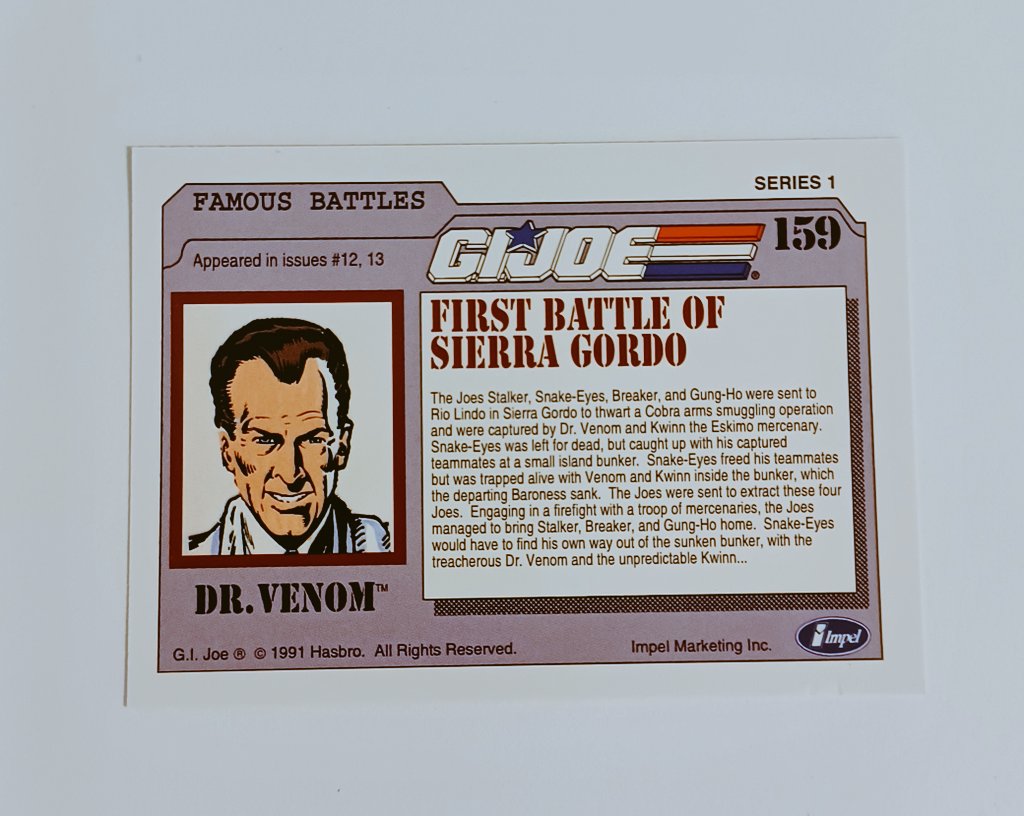 SERIES 1
FAMOUS BATTLES
159
G.I. JOE ®
Appeared in issues #12, 13
FIRST BATTLE OF
SIERRA GORDO
The Joes Stalker, Snake-Eyes, Breaker, and Gung-Ho were sent to
Rio Lindo in Sierra Gordo to thwart a Cobra arms smuggling operation
and were captured by Dr. Venom and Kwinn the Eskimo mercenary.
Snake-Eyes was left for dead, but caught up with his captured
teammates at a small island bunker.  Snake-Eyes freed his teammates
but was trapped alive with Venom and Kwinn inside the bunker, which
the departing Baroness sank.  The Joes were sent to extract these four
Joes.  Engaging in a firefight with a troop of mercenaries, the Joes
managed to bring Stalker, Breaker, and Gung-Ho home.  Snake-Eyes
would have to find his own way out of the sunken bunker, with the
treacherous Dr. Venom and the unpredictable Kwinn...
DR. VENOM™
G.I. Joe ® © 1991 Hasbro.  All Rights Reserved.
Impel Marketing Inc.
Impel